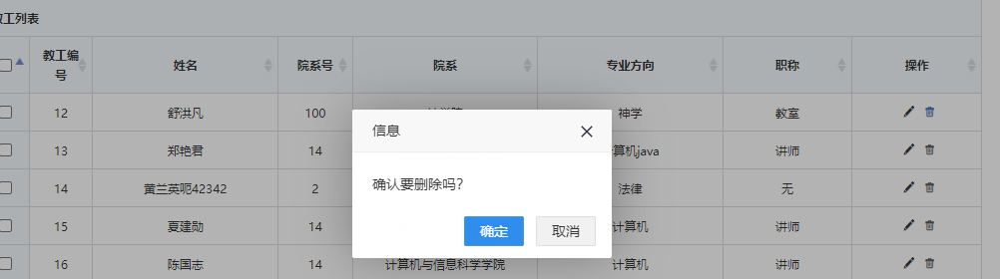 教工列表
教工编号 姓名 院系号 院系 专业方向 职称 操作
12 舒洪凡 100 神学 教室
13 郑艳君 14 计算机java 讲师
14 黄兰英呃42342 2 法律 无
15 夏建勋 14 计算机 讲师
16 陈国志 14 计算机与信息科学学院 计算机 讲师
信息
确认要删除吗？
确定 取消